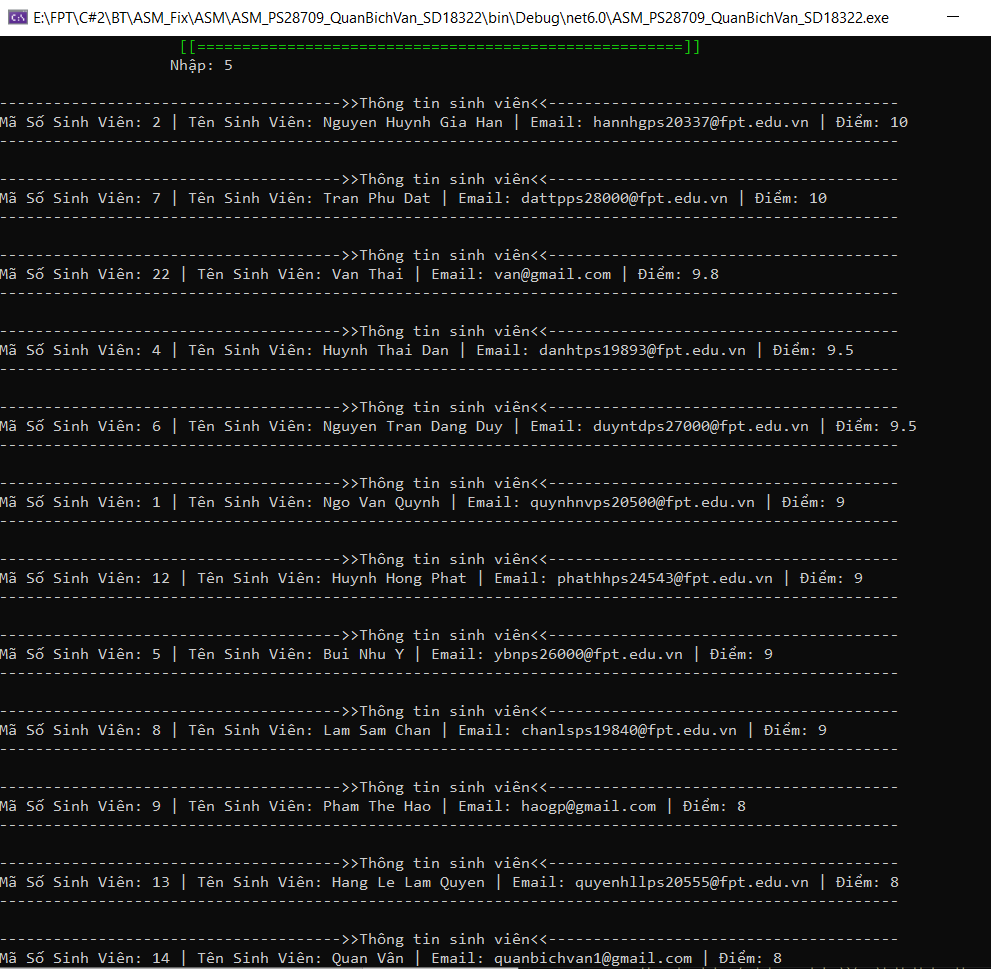 E:\FPT\C#2\BT\ASM_Fix\ASM\ASM_PS28709_QuanBichVan_SD18322\bin\Debug\net6.0\ASM_PS28709_QuanBichVan_SD18322.exe
[[======================================================]]
Nhập: 5
-------------------------------------->>Thông tin sinh viên<<---------------------------------------
Mã Số Sinh Viên: 2 | Tên Sinh Viên: Nguyen Huynh Gia Han | Email: hannhgps20337@fpt.edu.vn | Điểm: 10
----------------------------------------------------------------------------------------------------
-------------------------------------->>Thông tin sinh viên<<---------------------------------------
Mã Số Sinh Viên: 7 | Tên Sinh Viên: Tran Phu Dat | Email: dattpps28000@fpt.edu.vn | Điểm: 10
----------------------------------------------------------------------------------------------------
-------------------------------------->>Thông tin sinh viên<<---------------------------------------
Mã Số Sinh Viên: 22 | Tên Sinh Viên: Van Thai | Email: van@gmail.com | Điểm: 9.8
----------------------------------------------------------------------------------------------------
-------------------------------------->>Thông tin sinh viên<<---------------------------------------
Mã Số Sinh Viên: 4 | Tên Sinh Viên: Huynh Thai Dan | Email: danhtps19893@fpt.edu.vn | Điểm: 9.5
----------------------------------------------------------------------------------------------------
-------------------------------------->>Thông tin sinh viên<<---------------------------------------
Mã Số Sinh Viên: 6 | Tên Sinh Viên: Nguyen Tran Dang Duy | Email: duyntdps27000@fpt.edu.vn | Điểm: 9.5
----------------------------------------------------------------------------------------------------
-------------------------------------->>Thông tin sinh viên<<---------------------------------------
Mã Số Sinh Viên: 1 | Tên Sinh Viên: Ngo Van Quynh | Email: quynhnvps20500@fpt.edu.vn | Điểm: 9
----------------------------------------------------------------------------------------------------
-------------------------------------->>Thông tin sinh viên<<---------------------------------------
Mã Số Sinh Viên: 12 | Tên Sinh Viên: Huynh Hong Phat | Email: phathhps24543@fpt.edu.vn | Điểm: 9
----------------------------------------------------------------------------------------------------
-------------------------------------->>Thông tin sinh viên<<---------------------------------------
Mã Số Sinh Viên: 5 | Tên Sinh Viên: Bui Nhu Y | Email: ybnps26000@fpt.edu.vn | Điểm: 9
----------------------------------------------------------------------------------------------------
-------------------------------------->>Thông tin sinh viên<<---------------------------------------
Mã Số Sinh Viên: 8 | Tên Sinh Viên: Lam Sam Chan | Email: chanlsps19840@fpt.edu.vn | Điểm: 9
----------------------------------------------------------------------------------------------------
-------------------------------------->>Thông tin sinh viên<<---------------------------------------
Mã Số Sinh Viên: 9 | Tên Sinh Viên: Pham The Hao | Email: haogp@gmail.com | Điểm: 8
----------------------------------------------------------------------------------------------------
-------------------------------------->>Thông tin sinh viên<<---------------------------------------
Mã Số Sinh Viên: 13 | Tên Sinh Viên: Hang Le Lam Quyen | Email: quyenhllps20555@fpt.edu.vn | Điểm: 8
----------------------------------------------------------------------------------------------------
-------------------------------------->>Thông tin sinh viên<<---------------------------------------
Mã Số Sinh Viên: 14 | Tên Sinh Viên: Quan Vân | Email: quanbichvan1@gmail.com | Điểm: 8